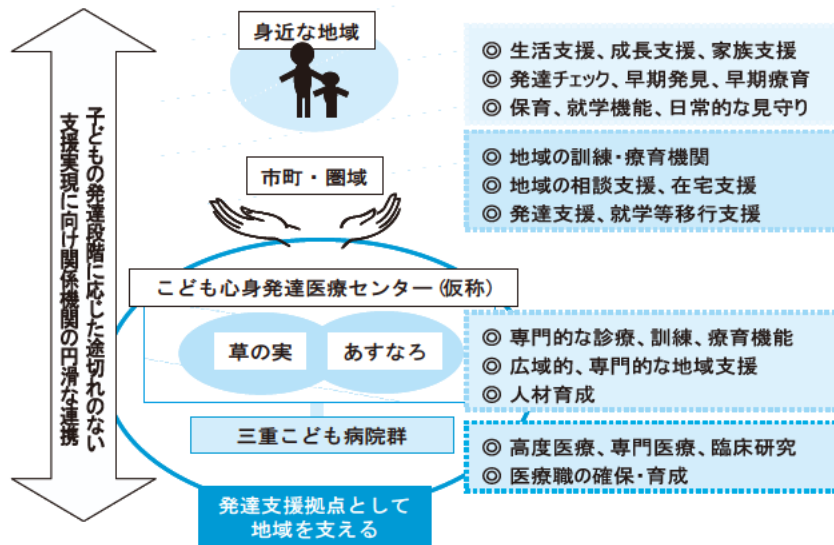 子どもの発達段階に応じた途切れのない
支援実現に向け関係機関の円滑な連携
身近な地域
◎ 生活支援、成長支援、家族支援
◎ 発達チェック、早期発見、早期療育
◎ 保育、就学機能、日常的な見守り
市町・圏域
◎ 地域の訓練・療育機関
◎ 地域の相談支援、在宅支援
◎ 発達支援、就学等移行支援
こども心身発達医療センター(仮称)
草の実
あすなろ
◎ 専門的な診療、訓練、療育機能
◎ 広域的、専門的な地域支援
◎ 人材育成
三重こども病院群
◎ 高度医療、専門医療、臨床研究
◎ 医療職の確保・育成
発達支援拠点として
地域を支える